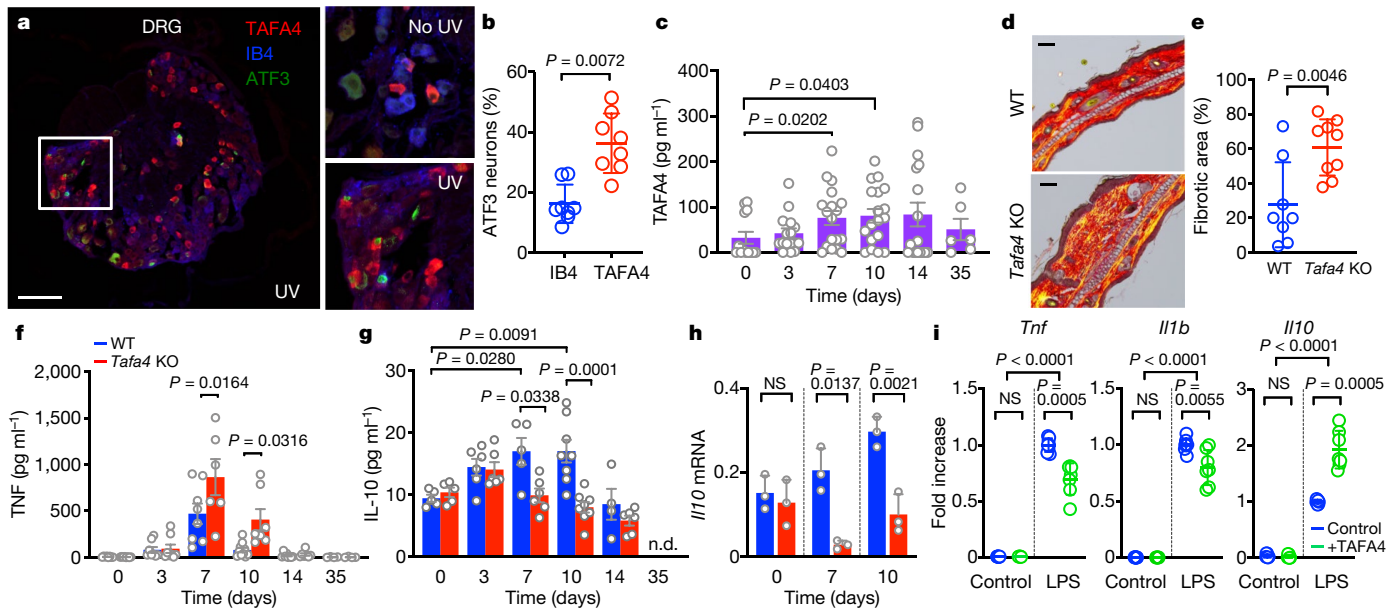 a
DRG
TAFA4
IB4
ATF3
UV
No UV
UV
b
P = 0.0072
ATF3 neurons (%)
60
40
20
0
IB4
TAFA4
c
P = 0.0403
P = 0.0202
TAFA4 (pg ml−1)
400
300
200
100
0
0 3 7 10 14 35
Time (days)
d
WT
Tafa4 KO
e
P = 0.0046
Fibrotic area (%)
100
80
60
40
20
0
WT
Tafa4 KO
f
WT
Tafa4 KO
TNF (pg ml−1)
2,000
1,500
1,000
500
0
P = 0.0164
P = 0.0316
0 3 7 10 14 35
Time (days)
g
P = 0.0091
P = 0.0280
P = 0.0001
P = 0.0338
IL-10 (pg ml−1)
30
20
10
0
n.d.
0 3 7 10 14 35
Time (days)
h
Il10 mRNA
0.4
0.2
0
NS
P = 0.0137
P = 0.0021
0 7 10
Time (days)
i
Fold increase
Tnf
P < 0.0001
NS
P = 0.0005
1.5
1.0
0.5
0
Control LPS
Il1b
P < 0.0001
NS
P = 0.0055
1.5
1.0
0.5
0
Control LPS
Il10
P < 0.0001
NS
P = 0.0005
3
2
1
0
Control
+TAFA4
Control LPS